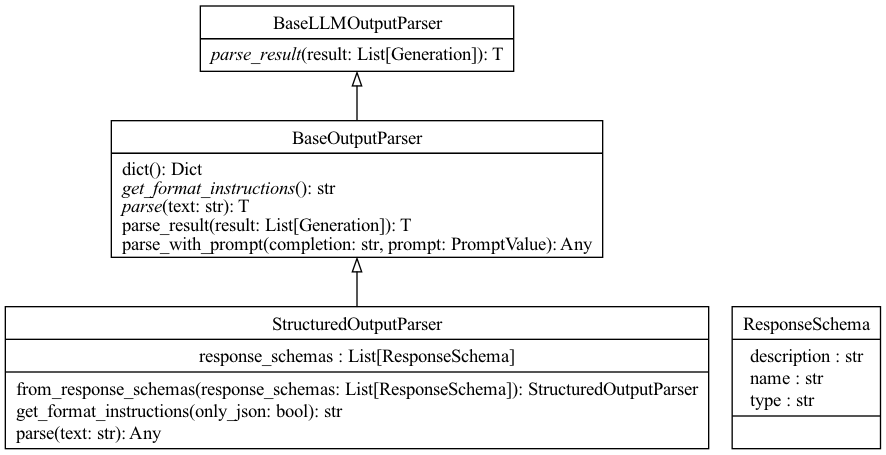 BaseLLMOutputParser
parse_result(result: List[Generation]): T
BaseOutputParser
dict(): Dict
get_format_instructions(): str
parse(text: str): T
parse_result(result: List[Generation]): T
parse_with_prompt(completion: str, prompt: PromptValue): Any
StructuredOutputParser
response_schemas : List[ResponseSchema]
from_response_schemas(response_schemas: List[ResponseSchema]): StructuredOutputParser
get_format_instructions(only_json: bool): str
parse(text: str): Any
ResponseSchema
description : str
name : str
type : str